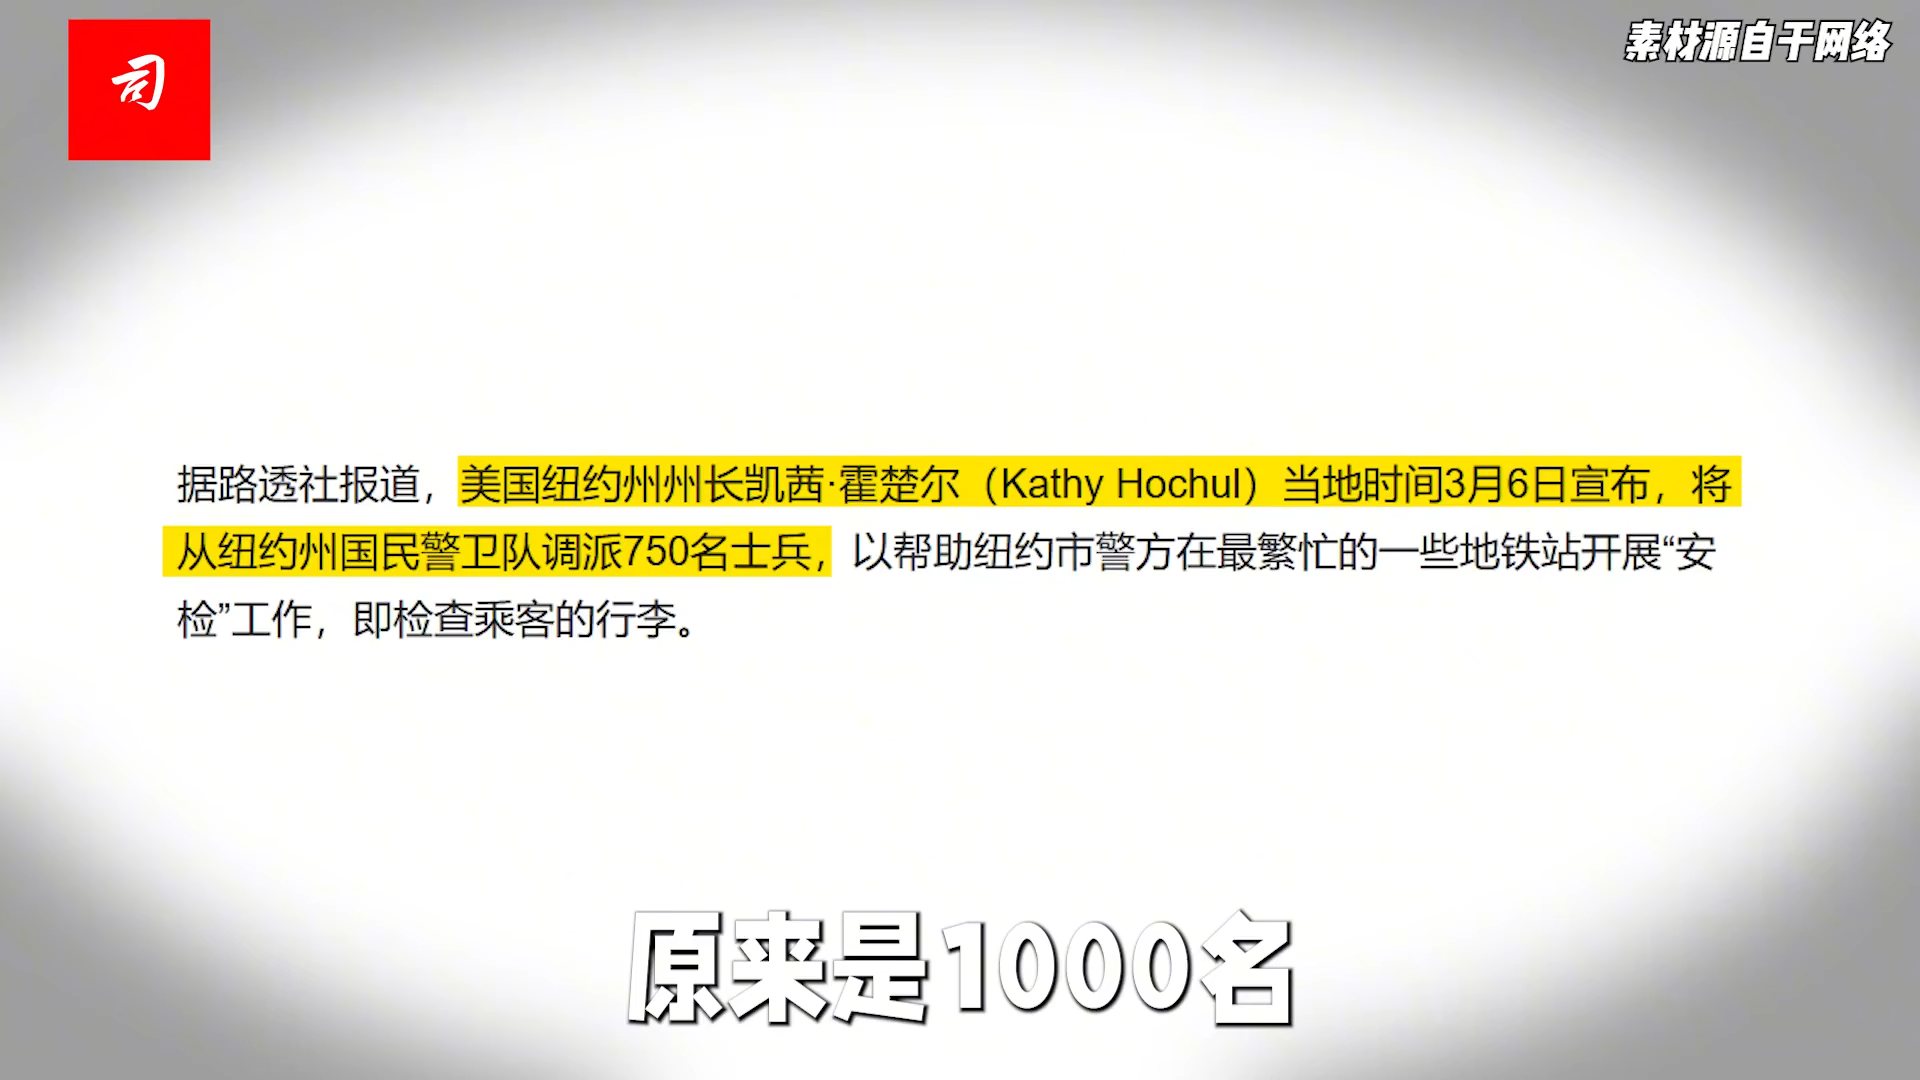 司
素材源自于网络
据路透社报道，美国纽约州州长凯茜·霍楚尔（Kathy Hochul）当地时间3月6日宣布，将
从纽约州国民警卫队调派750名士兵，以帮助纽约市警方在最繁忙的一些地铁站开展“安
检”工作，即检查乘客的行李。
原来是1000名